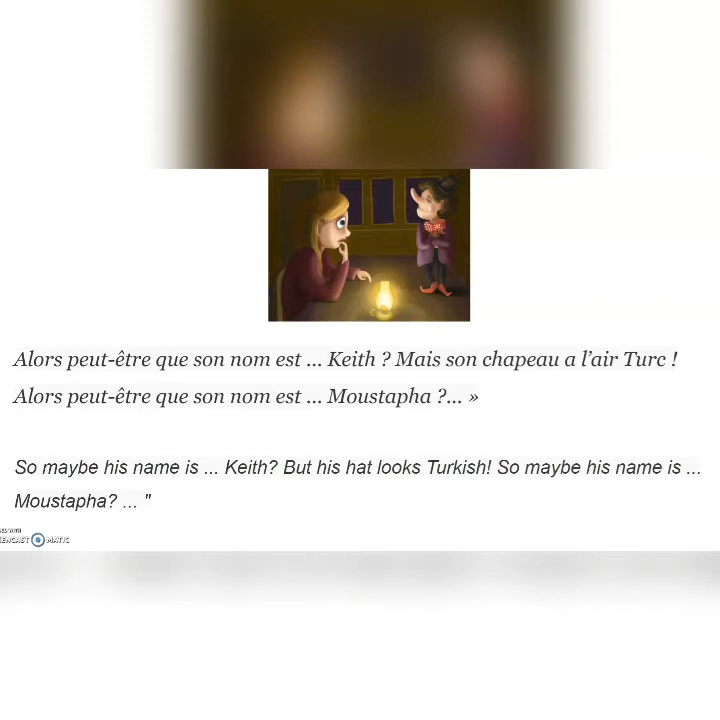 Alors peut-être que son nom est ... Keith ? Mais son chapeau a l’air Turc !
Alors peut-être que son nom est ... Moustapha ?... »
So maybe his name is ... Keith? But his hat looks Turkish! So maybe his name is ...
Moustapha? ... "
MATIC